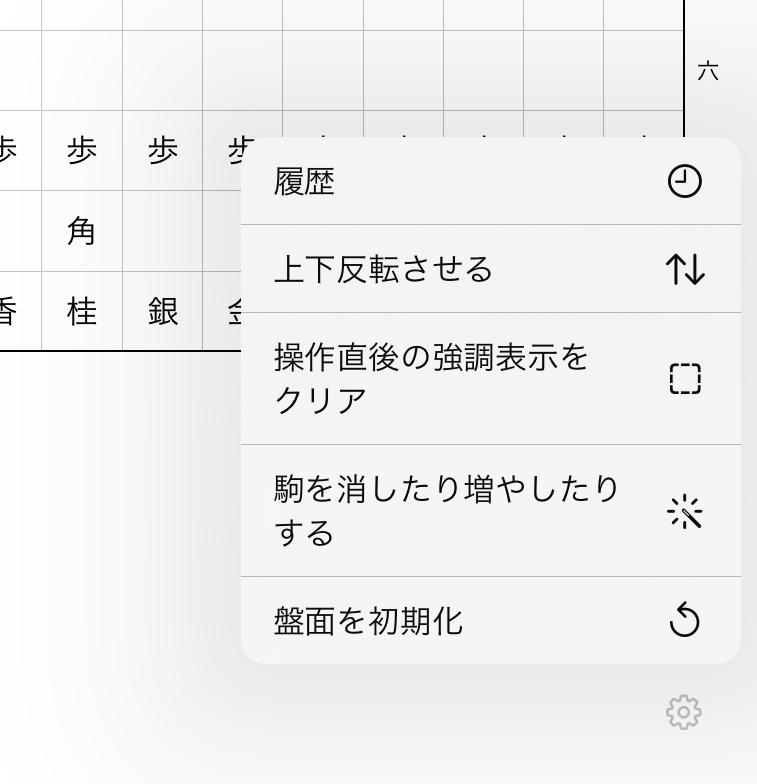 六
歩 歩 歩 歩
角
香 桂 銀 金
履歴
上下反転させる
操作直後の強調表示を
クリア
駒を消したり増やしたり
する
盤面を初期化